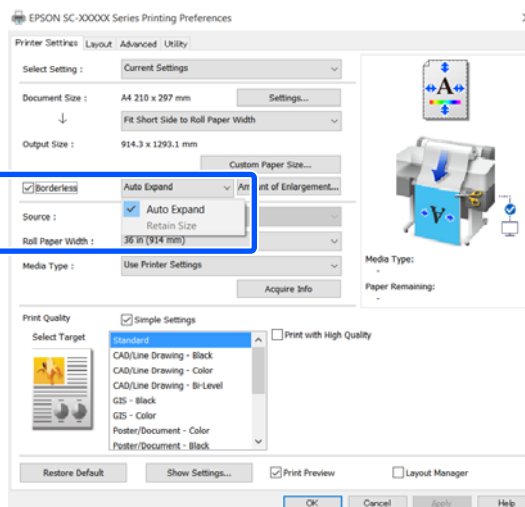 EPSON SC-XXXXX Series Printing Preferences
Printer Settings Layout Advanced Utility
Select Setting : Current Settings
Document Size : A4 210 x 297 mm Settings...
Fit Short Side to Roll Paper Width
Output Size : 914.3 x 1293.1 mm
Custom Paper Size...
Borderless Auto Expand Am nt of Enlargement...
Auto Expand
Source :
Retain Size
Roll Paper Width : 36 in (914 mm)
Media Type : Use Printer Settings
Acquire Info
Print Quality Simple Settings
Select Target
Standard
CAD/Line Drawing - Black
CAD/Line Drawing - Color
CAD/Line Drawing - Bi-Level
GIS - Black
GIS - Color
Poster/Document - Color
Poster/Document - Black
Print with High Quality
A
A
Media Type:
-
Paper Remaining:
-
Restore Default Show Settings... Print Preview Layout Manager
OK Cancel Apply Help